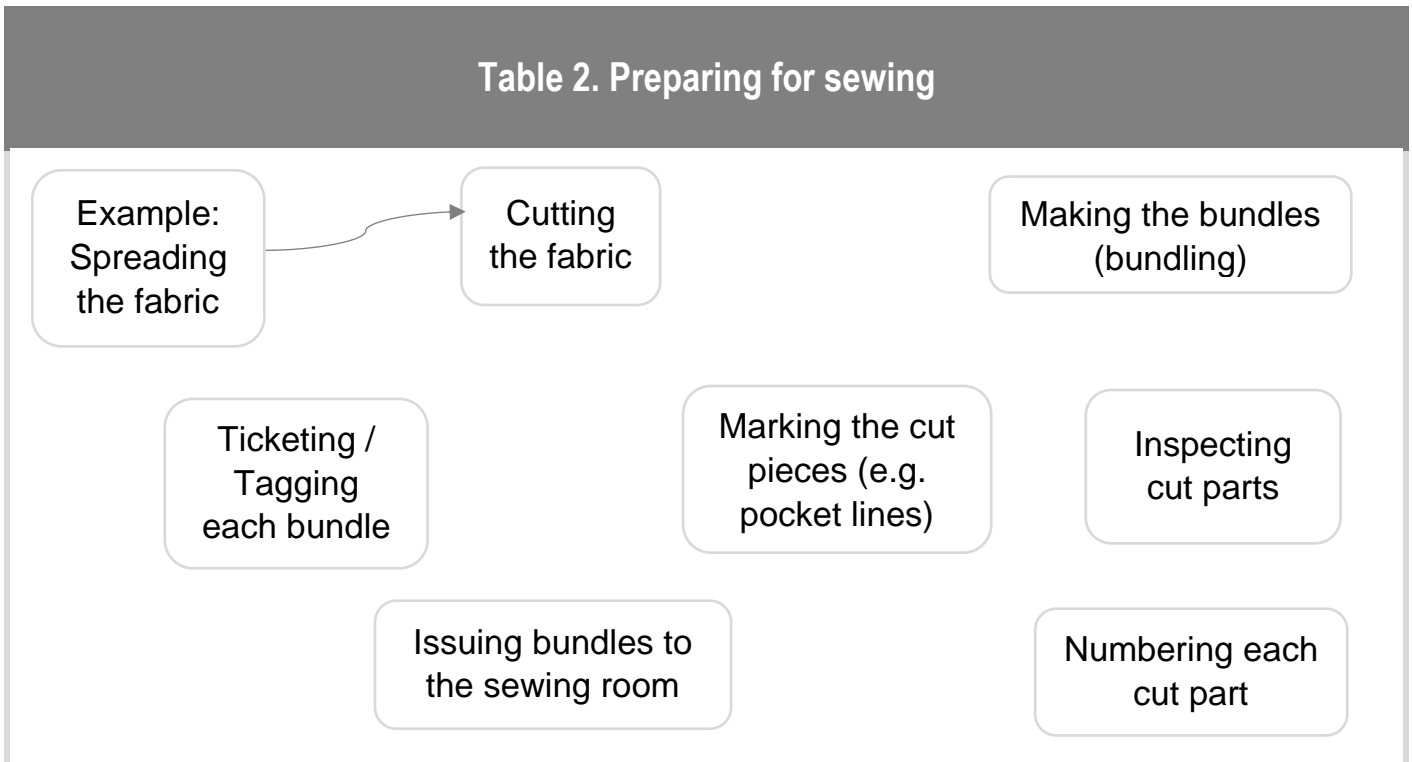 Table 2. Preparing for sewing
Example:
Spreading
the fabric
Cutting
the fabric
Making the bundles
(bundling)
Ticketing /
Tagging
each bundle
Marking the cut
pieces (e.g.
pocket lines)
Inspecting
cut parts
Issuing bundles to
the sewing room
Numbering each
cut part